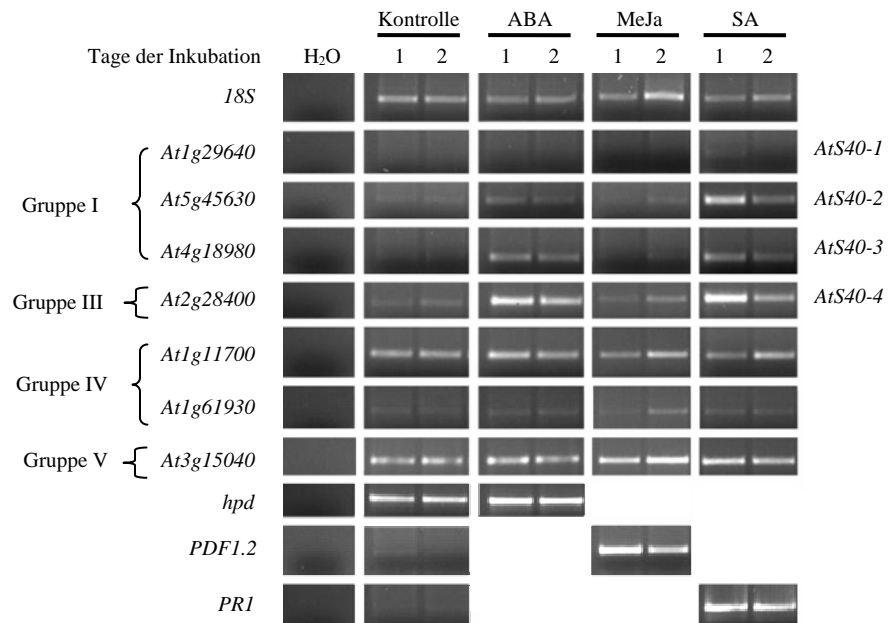 Kontrolle ABA MeJa SA
Tage der Inkubation H₂O 1 2 1 2 1 2 1 2
18S
At1g29640 AtS40-1
Gruppe I At5g45630 AtS40-2
At4g18980 AtS40-3
Gruppe III At2g28400 AtS40-4
At1g11700
Gruppe IV
At1g61930
Gruppe V At3g15040
hpd
PDF1.2
PR1